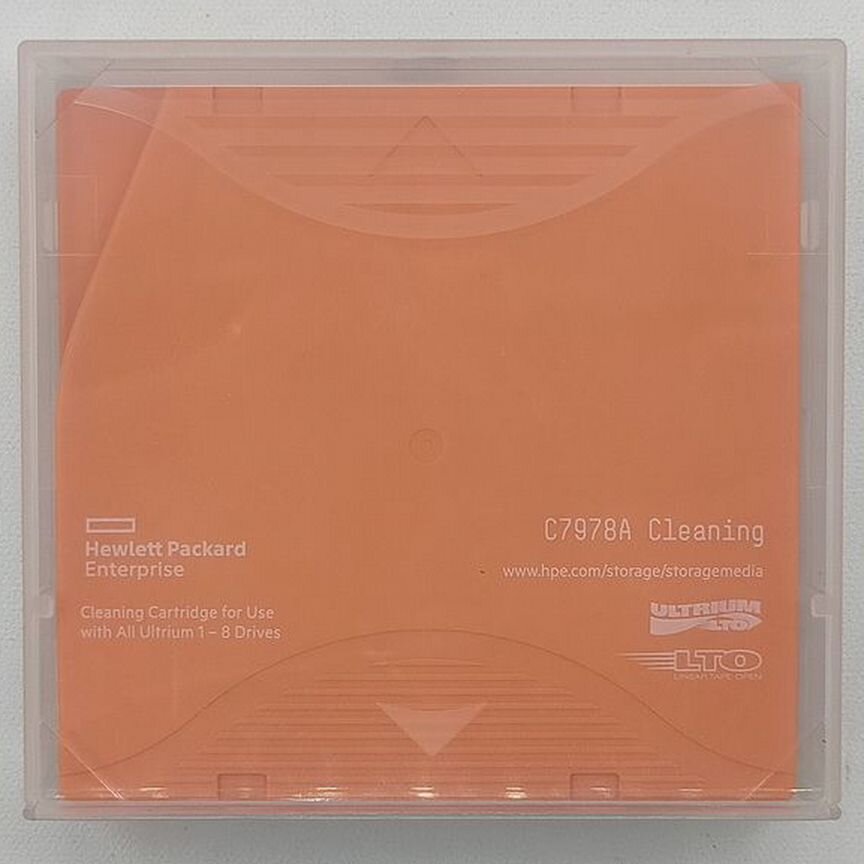 Hewlett Packard
Enterprise
Cleaning Cartridge for Use
with All Ultrium 1 – 8 Drives
C7978A Cleaning
www.hpe.com/storage/storagemedia
ULTRIUM
LTO
LTO
LINEAR TAPE-OPEN